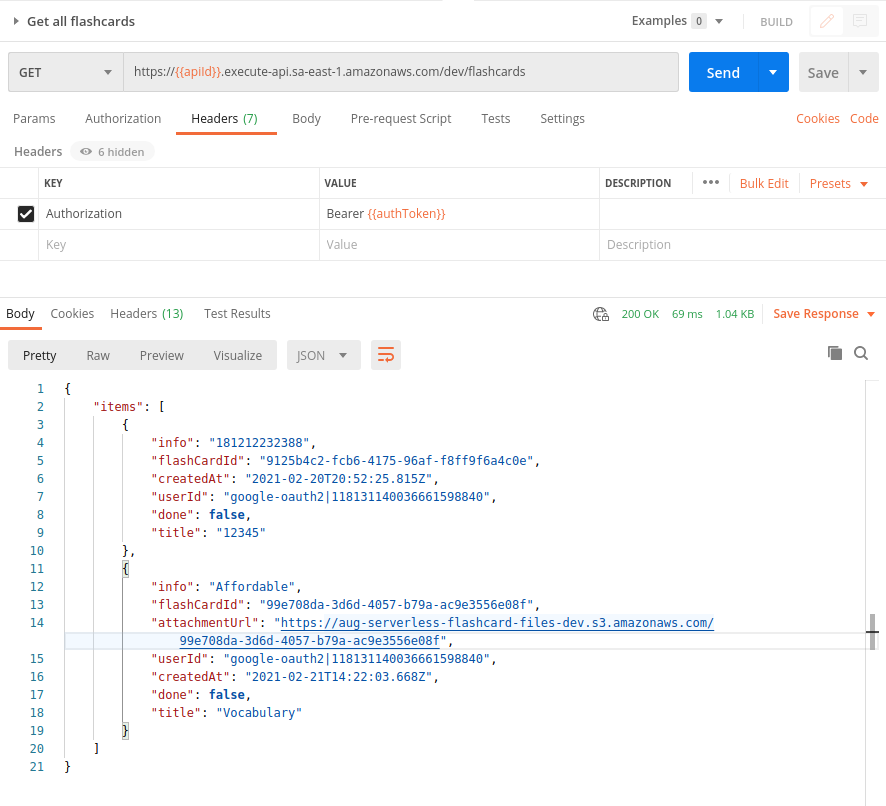 Get all flashcards
Examples 0
BUILD
GET
https://{{apiId}}.execute-api.sa-east-1.amazonaws.com/dev/flashcards
Send
Save
Params Authorization Headers (7) Body Pre-request Script Tests Settings Cookies Code
Headers 6 hidden
KEY VALUE DESCRIPTION ••• Bulk Edit Presets
Authorization Bearer {{authToken}}
Key Value Description
Body Cookies Headers (13) Test Results 200 OK 69 ms 1.04 KB Save Response
Pretty Raw Preview Visualize JSON
1 {
2 "items": [
3 {
4 "info": "181212232388",
5 "flashCardId": "9125b4c2-fcb6-4175-96af-f8ff9f6a4c0e",
6 "createdAt": "2021-02-20T20:52:25.815Z",
7 "userId": "google-oauth2|118131140036661598840",
8 "done": false,
9 "title": "12345"
10 },
11 {
12 "info": "Affordable",
13 "flashCardId": "99e708da-3d6d-4057-b79a-ac9e3556e08f",
14 "attachmentUrl": "https://aug-serverless-flashcard-files-dev.s3.amazonaws.com/
99e708da-3d6d-4057-b79a-ac9e3556e08f",
15 "userId": "google-oauth2|118131140036661598840",
16 "createdAt": "2021-02-21T14:22:03.668Z",
17 "done": false,
18 "title": "Vocabulary"
19 }
20 ]
21 }